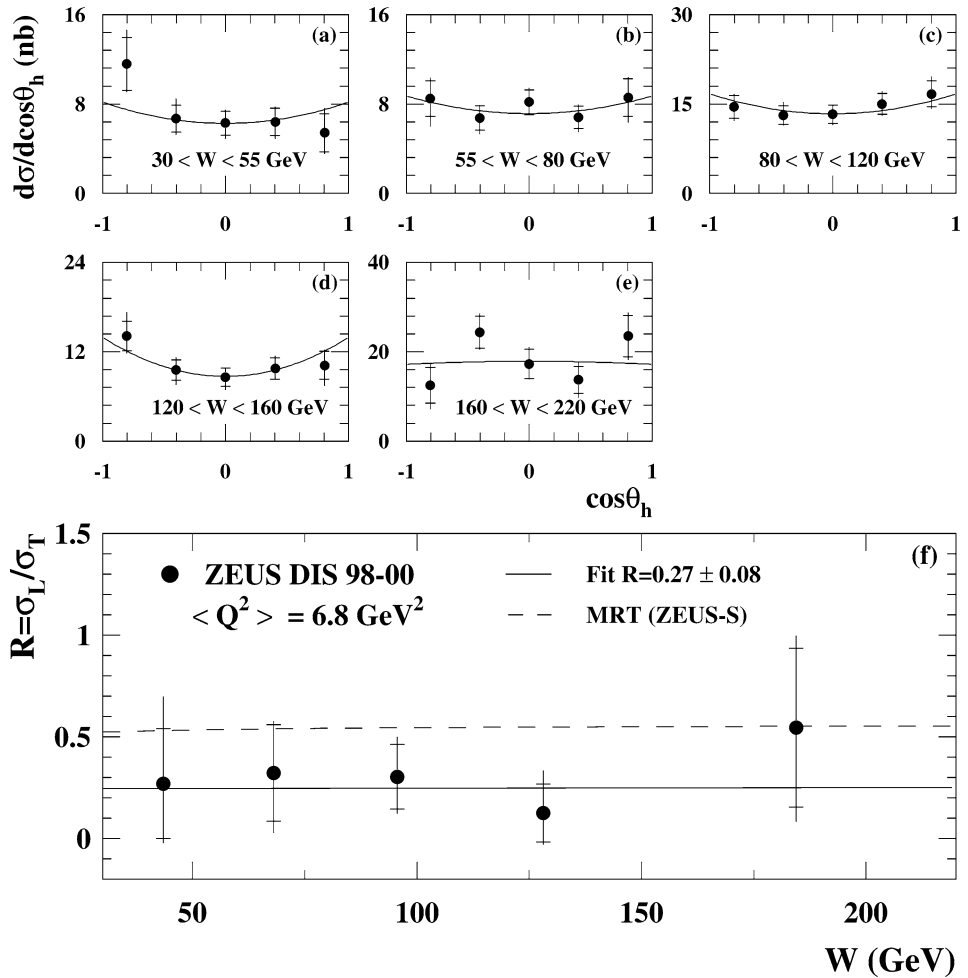 dσ/dcosθh (nb)
16
8
0
(a)
30 < W < 55 GeV
-1 0 1
16
8
0
(b)
55 < W < 80 GeV
-1 0 1
30
15
0
(c)
80 < W < 120 GeV
-1 0 1
24
12
0
(d)
120 < W < 160 GeV
-1 0 1
40
20
0
(e)
160 < W < 220 GeV
-1 0 1
cosθh
R=σL/σT
1.5
1
0.5
0
(f)
ZEUS DIS 98-00
< Q² > = 6.8 GeV²
Fit R=0.27 ± 0.08
MRT (ZEUS-S)
50 100 150 200
W (GeV)